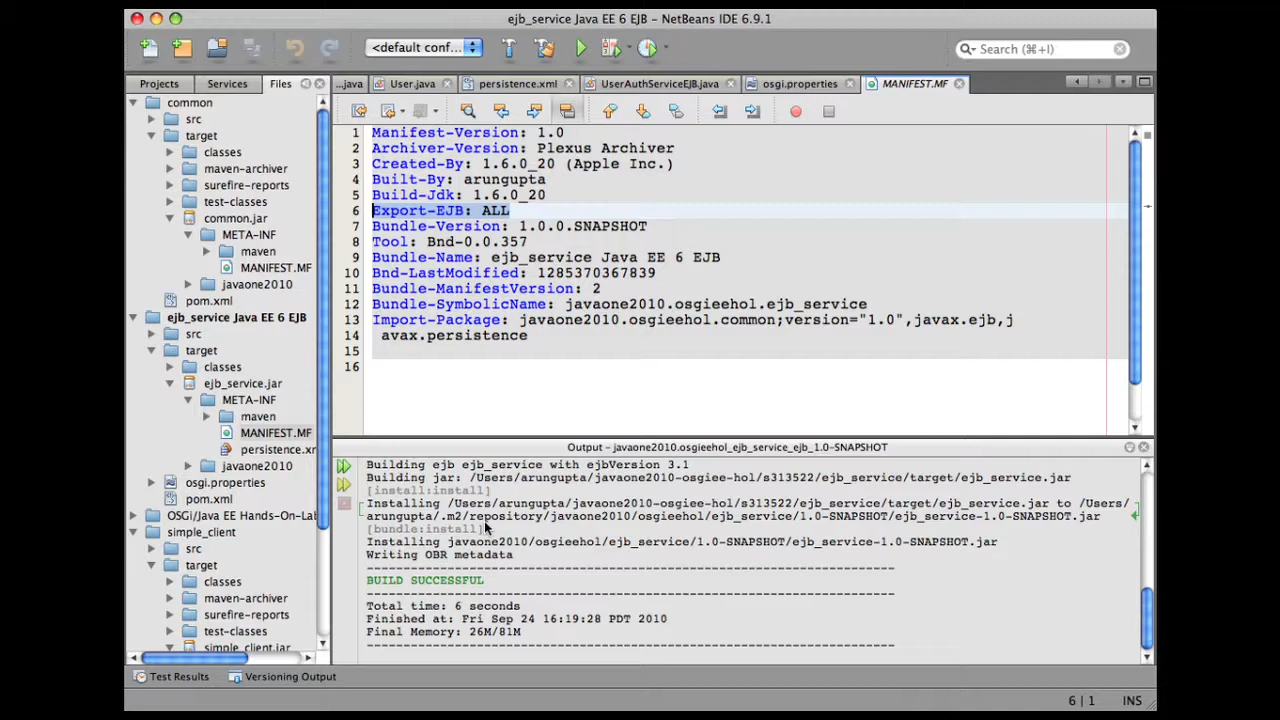 ejb_service Java EE 6 EJB - NetBeans IDE 6.9.1
<default conf...
Search (⌘+I)
Projects
Services
Files
...java
User.java
persistence.xml
UserAuthServiceEJB.java
osgi.properties
MANIFEST.MF
common
src
target
classes
maven-archiver
surefire-reports
test-classes
common.jar
META-INF
maven
MANIFEST.MF
javaone2010
pom.xml
ejb_service Java EE 6 EJB
src
target
classes
ejb_service.jar
META-INF
maven
MANIFEST.MF
persistence.xr
javaone2010
osgi.properties
pom.xml
OSGi/Java EE Hands-On-Lab
simple_client
src
target
classes
maven-archiver
surefire-reports
test-classes
simple_client.jar
1 Manifest-Version: 1.0
2 Archiver-Version: Plexus Archiver
3 Created-By: 1.6.0_20 (Apple Inc.)
4 Built-By: arungupta
5 Build-Jdk: 1.6.0_20
6 Export-EJB: ALL
7 Bundle-Version: 1.0.0.SNAPSHOT
8 Tool: Bnd-0.0.357
9 Bundle-Name: ejb_service Java EE 6 EJB
10 Bnd-LastModified: 1285370367839
11 Bundle-ManifestVersion: 2
12 Bundle-SymbolicName: javaone2010.osgieehol.ejb_service
13 Import-Package: javaone2010.osgieehol.common;version="1.0",javax.ejb,j
14 avax.persistence
15
16
Output - javaone2010.osgieehol_ejb_service_ejb_1.0-SNAPSHOT
Building ejb ejb_service with ejbVersion 3.1
Building jar: /Users/arungupta/javaone2010-osgiee-hol/s313522/ejb_service/target/ejb_service.jar
[install:install]
Installing /Users/arungupta/javaone2010-osgiee-hol/s313522/ejb_service/target/ejb_service.jar to /Users/
arungupta/.m2/repository/javaone2010/osgieehol/ejb_service/1.0-SNAPSHOT/ejb_service-1.0-SNAPSHOT.jar
[bundle:install]
Installing javaone2010/osgieehol/ejb_service/1.0-SNAPSHOT/ejb_service-1.0-SNAPSHOT.jar
Writing OBR metadata
------------------------------------------------------------------------
BUILD SUCCESSFUL
------------------------------------------------------------------------
Total time: 6 seconds
Finished at: Fri Sep 24 16:19:28 PDT 2010
Final Memory: 26M/81M
------------------------------------------------------------------------
Test Results
Versioning Output
6 | 1
INS